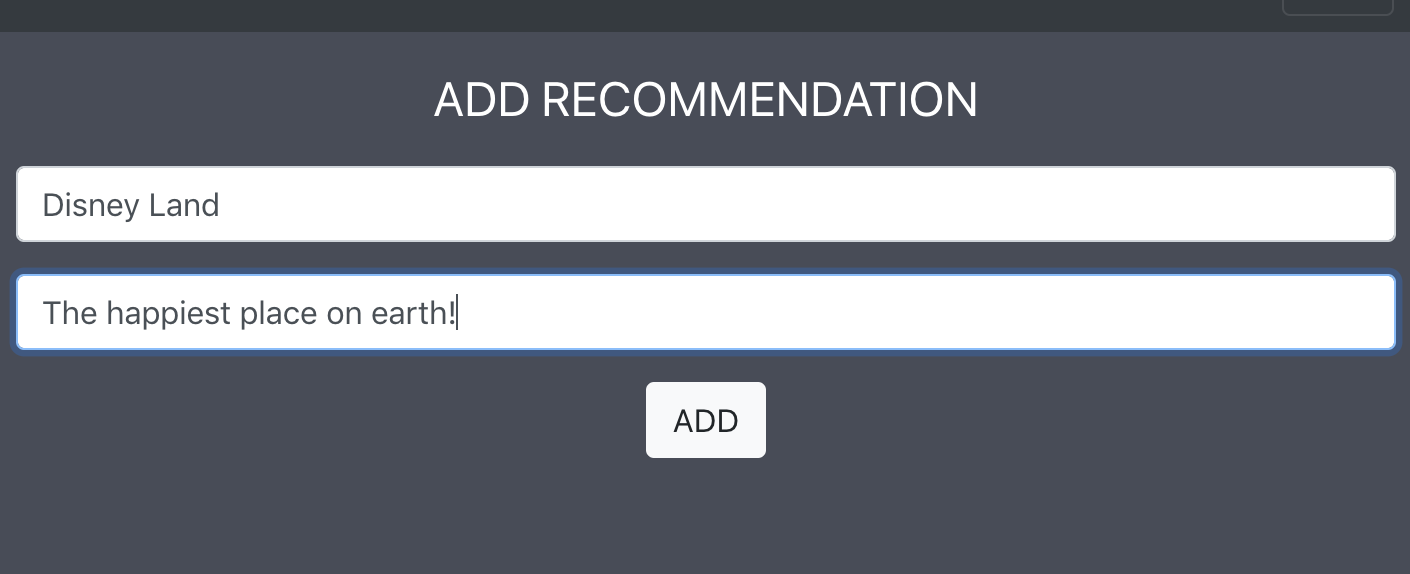 ADD RECOMMENDATION
Disney Land
The happiest place on earth!
ADD